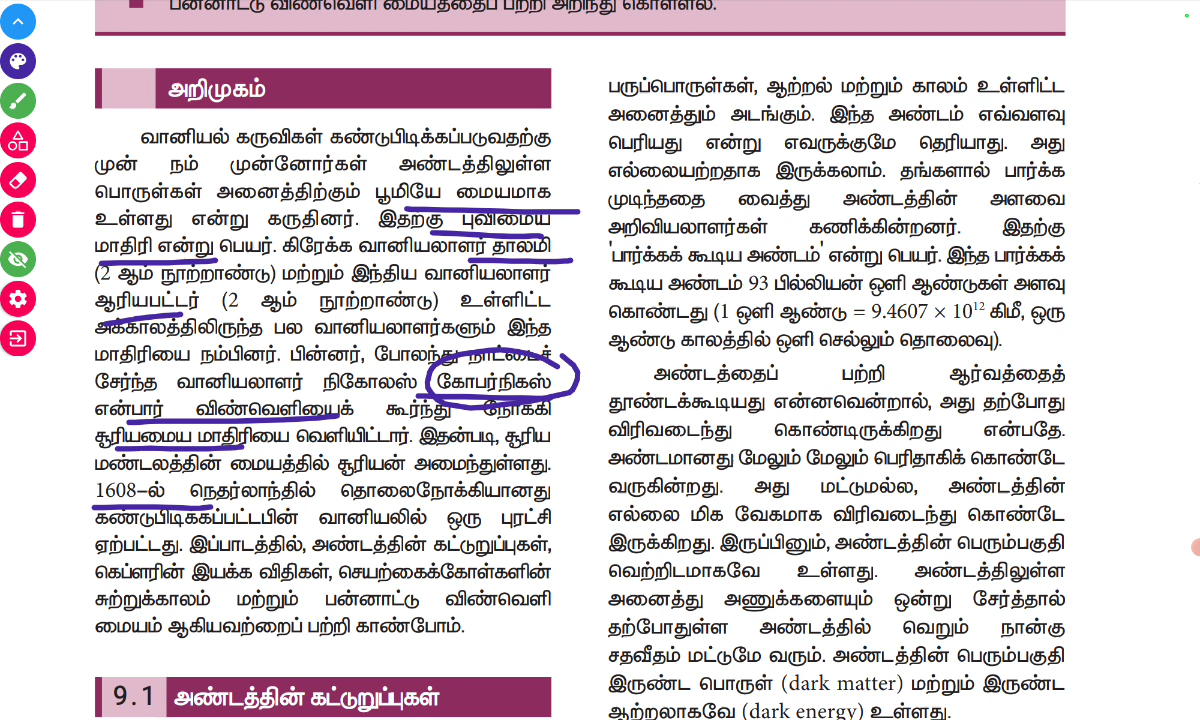 பன்னாட்டு விண்வெளி மையத்தைப் பற்றி அறிந்து கொள்ளல்.
அறிமுகம்
வானியல் கருவிகள் கண்டுபிடிக்கப்படுவதற்கு
முன் நம் முன்னோர்கள் அண்டத்திலுள்ள
பொருள்கள் அனைத்திற்கும் பூமியே மையமாக
உள்ளது என்று கருதினர். இதற்கு புவிமைய
மாதிரி என்று பெயர். கிரேக்க வானியலாளர் தாலமி
(2 ஆம் நூற்றாண்டு) மற்றும் இந்திய வானியலாளர்
ஆரியபட்டர் (2 ஆம் நூற்றாண்டு) உள்ளிட்ட
அக்காலத்திலிருந்த பல வானியலாளர்களும் இந்த
மாதிரியை நம்பினர். பின்னர், போலந்து நாட்டைச்
சேர்ந்த வானியலாளர் நிகோலஸ் கோபர்நிகஸ்
என்பார் விண்வெளியைக் கூர்ந்து நோக்கி
சூரியமைய மாதிரியை வெளியிட்டார். இதன்படி, சூரிய
மண்டலத்தின் மையத்தில் சூரியன் அமைந்துள்ளது.
1608–ல் நெதர்லாந்தில் தொலைநோக்கியானது
கண்டுபிடிக்கப்பட்டபின் வானியலில் ஒரு புரட்சி
ஏற்பட்டது. இப்பாடத்தில், அண்டத்தின் கட்டுறுப்புகள்,
கெப்ளரின் இயக்க விதிகள், செயற்கைக்கோள்களின்
சுற்றுக்காலம் மற்றும் பன்னாட்டு விண்வெளி
மையம் ஆகியவற்றைப் பற்றி காண்போம்.
9.1 அண்டத்தின் கட்டுறுப்புகள்
பருப்பொருள்கள், ஆற்றல் மற்றும் காலம் உள்ளிட்ட
அனைத்தும் அடங்கும். இந்த அண்டம் எவ்வளவு
பெரியது என்று எவருக்குமே தெரியாது. அது
எல்லையற்றதாக இருக்கலாம். தங்களால் பார்க்க
முடிந்ததை வைத்து அண்டத்தின் அளவை
அறிவியலாளர்கள் கணிக்கின்றனர். இதற்கு
'பார்க்கக் கூடிய அண்டம்' என்று பெயர். இந்த பார்க்கக்
கூடிய அண்டம் 93 பில்லியன் ஒளி ஆண்டுகள் அளவு
கொண்டது (1 ஒளி ஆண்டு = 9.4607 × 10¹² கிமீ, ஒரு
ஆண்டு காலத்தில் ஒளி செல்லும் தொலைவு).
அண்டத்தைப் பற்றி ஆர்வத்தைத்
தூண்டக்கூடியது என்னவென்றால், அது தற்போது
விரிவடைந்து கொண்டிருக்கிறது என்பதே.
அண்டமானது மேலும் மேலும் பெரிதாகிக் கொண்டே
வருகின்றது. அது மட்டுமல்ல, அண்டத்தின்
எல்லை மிக வேகமாக விரிவடைந்து கொண்டே
இருக்கிறது. இருப்பினும், அண்டத்தின் பெரும்பகுதி
வெற்றிடமாகவே உள்ளது. அண்டத்திலுள்ள
அனைத்து அணுக்களையும் ஒன்று சேர்த்தால்
தற்போதுள்ள அண்டத்தில் வெறும் நான்கு
சதவீதம் மட்டுமே வரும். அண்டத்தின் பெரும்பகுதி
இருண்ட பொருள் (dark matter) மற்றும் இருண்ட
ஆற்றலாகவே (dark energy) உள்ளது.